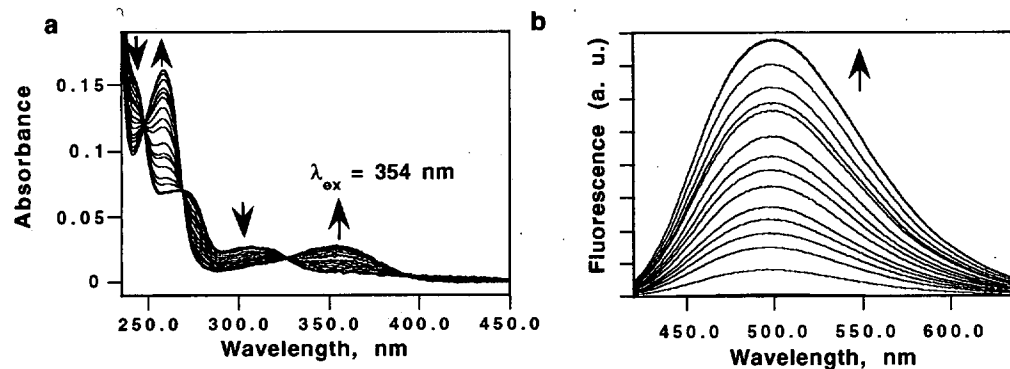 a
b
Absorbance
0.15
0.1
0.05
0
λex = 354 nm
250.0 300.0 350.0 400.0 450.0
Wavelength, nm
Fluorescence (a. u.)
450.0 500.0 550.0 600.0
Wavelength, nm